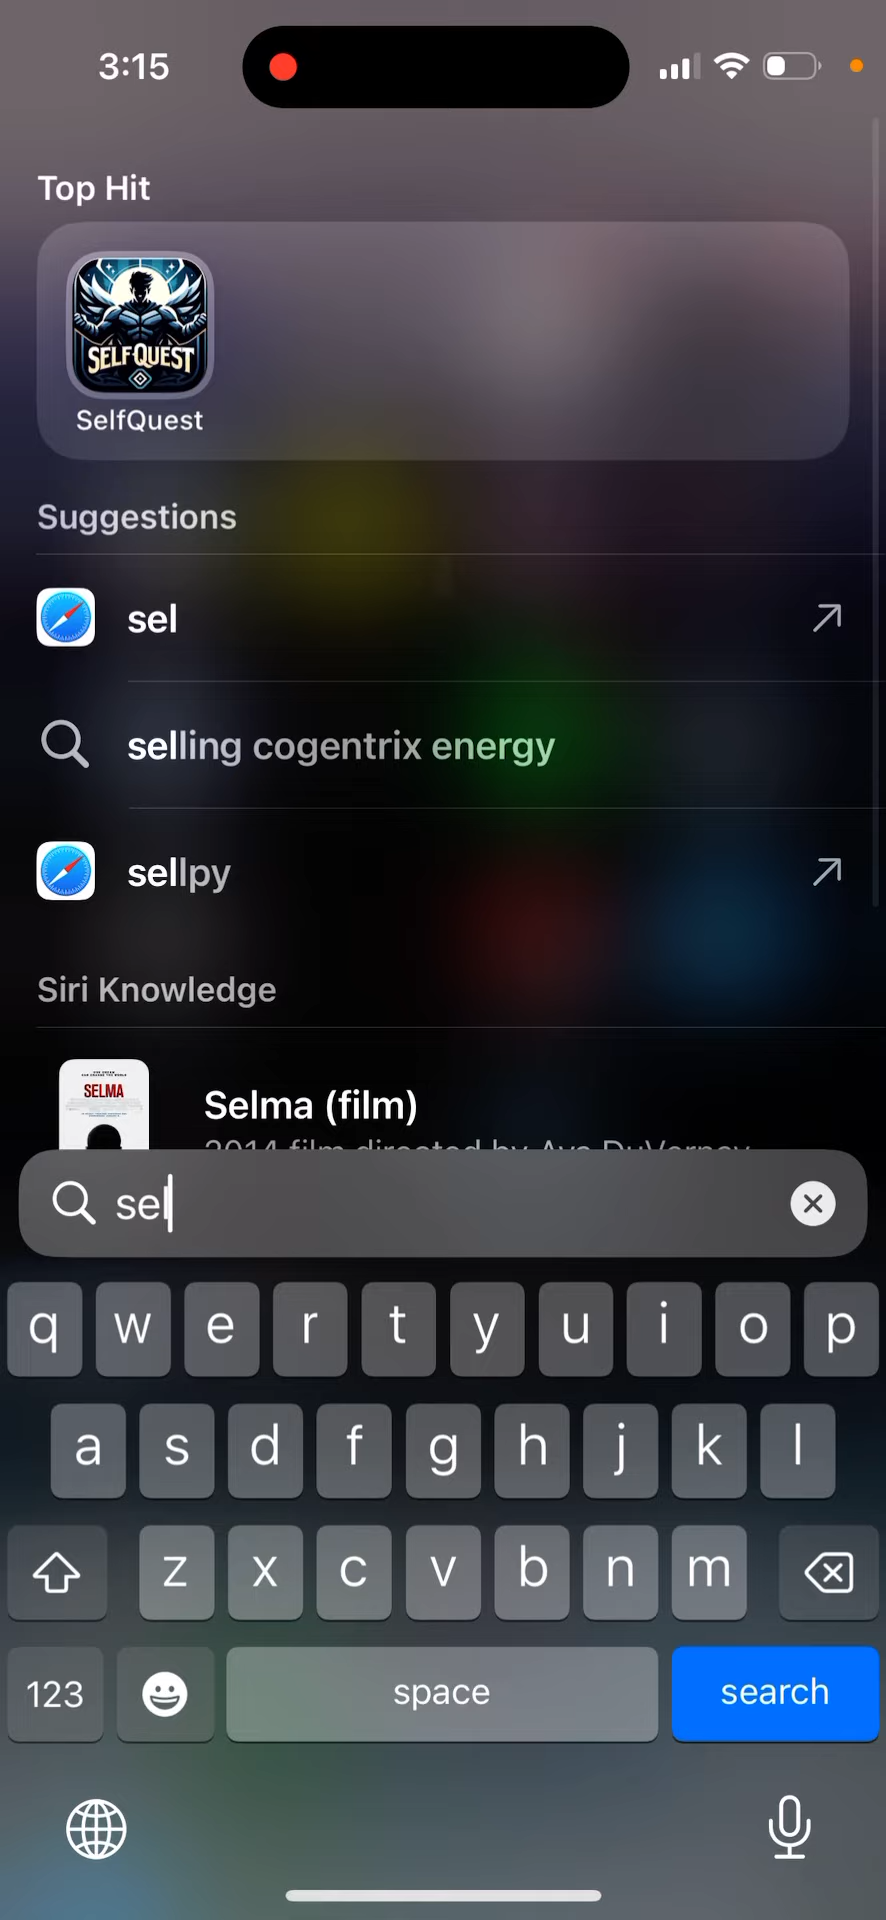 3:15
Top Hit
SELFQUEST
SelfQuest
Suggestions
sel
selling cogentrix energy
sellpy
Siri Knowledge
SELMA
Selma (film)
2014 film directed by Ava DuVernay
sel
q w e r t y u i o p
a s d f g h j k l
z x c v b n m
123 space search